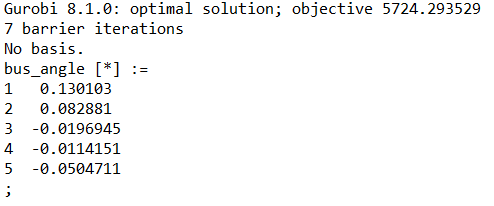 Gurobi 8.1.0: optimal solution; objective 5724.293529
7 barrier iterations
No basis.
bus_angle [*] :=
1   0.130103
2   0.082881
3  -0.0196945
4  -0.0114151
5  -0.0504711
;